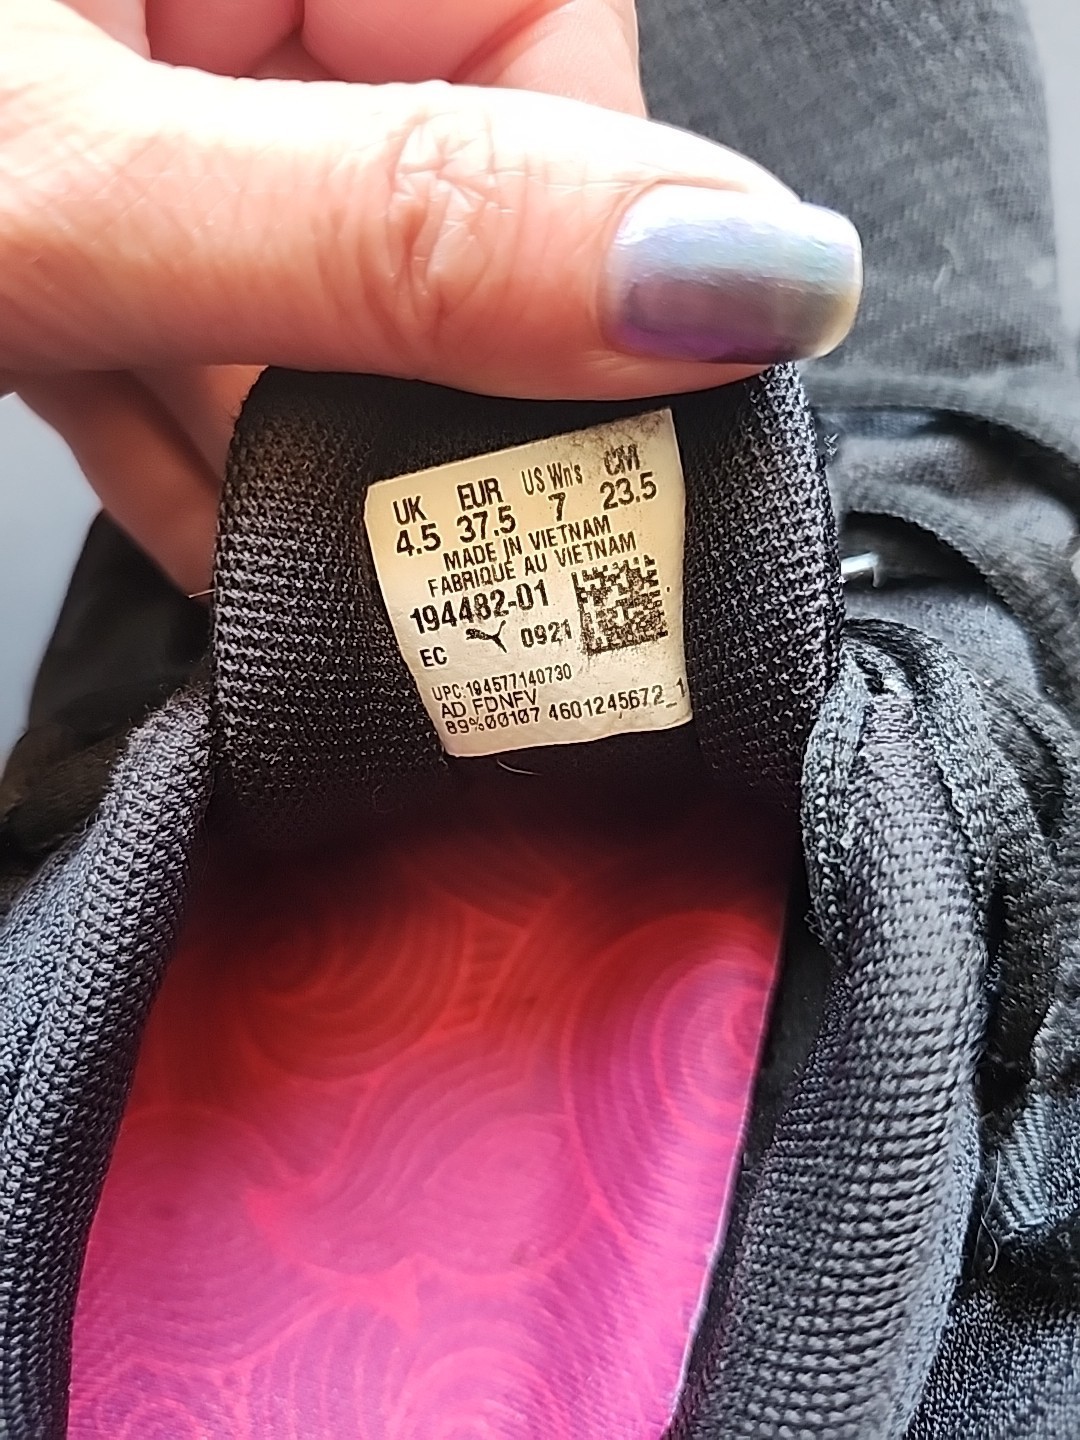 UK EUR US Wn's CM
4.5 37.5 7 23.5
MADE IN VIETNAM
FABRIQUE AU VIETNAM
194482-01
EC 0921
UPC:194577140730
AD FDNFV
89%00107 4601245672_1